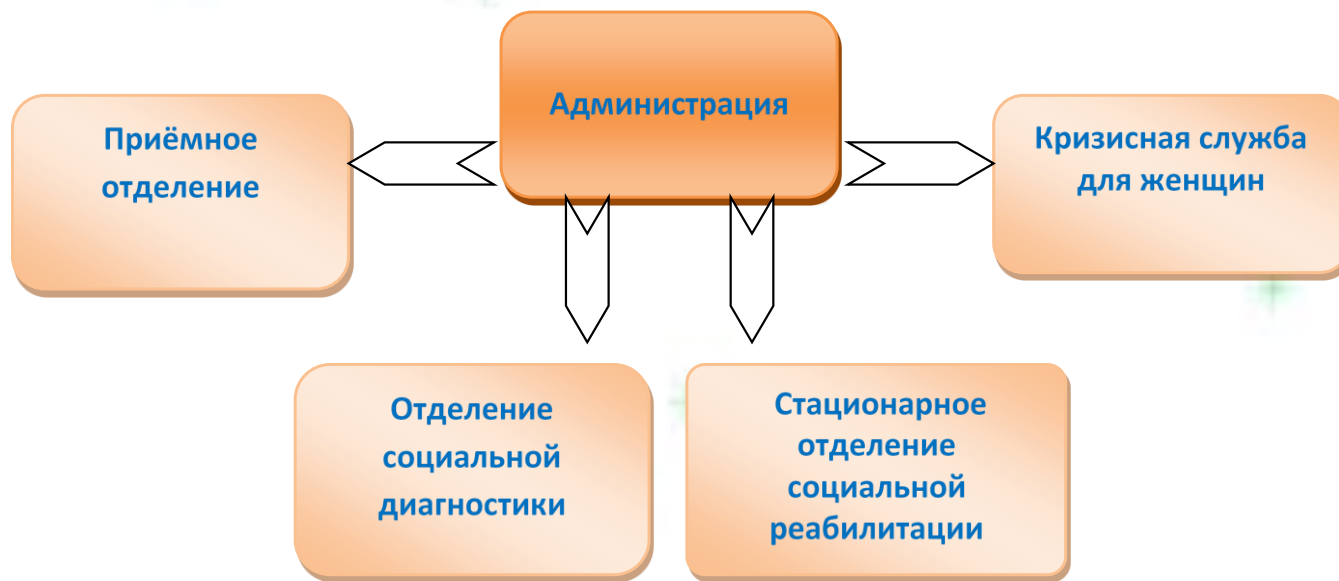 Администрация
Приёмное
отделение
Кризисная служба
для женщин
Отделение
социальной
диагностики
Стационарное
отделение
социальной
реабилитации